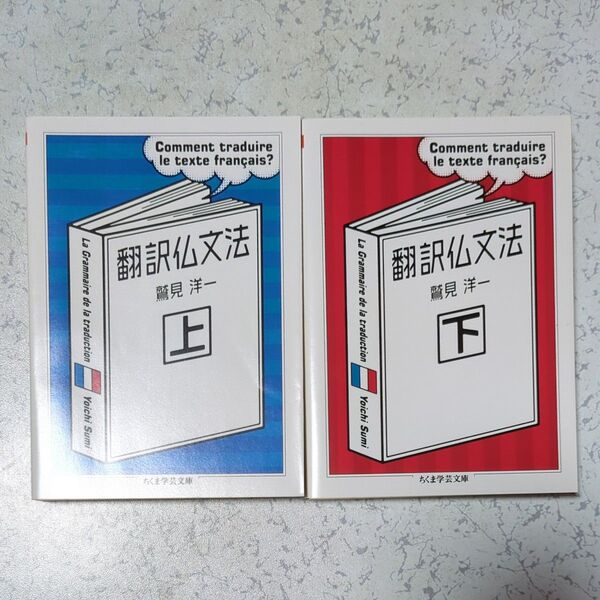 Comment traduire
le texte français?
翻訳仏文法
鷲見 洋一
上
La Grammaire de la traduction
Yoichi Sumi
ちくま学芸文庫
Comment traduire
le texte français?
翻訳仏文法
鷲見 洋一
下
La Grammaire de la traduction
Yoichi Sumi
ちくま学芸文庫